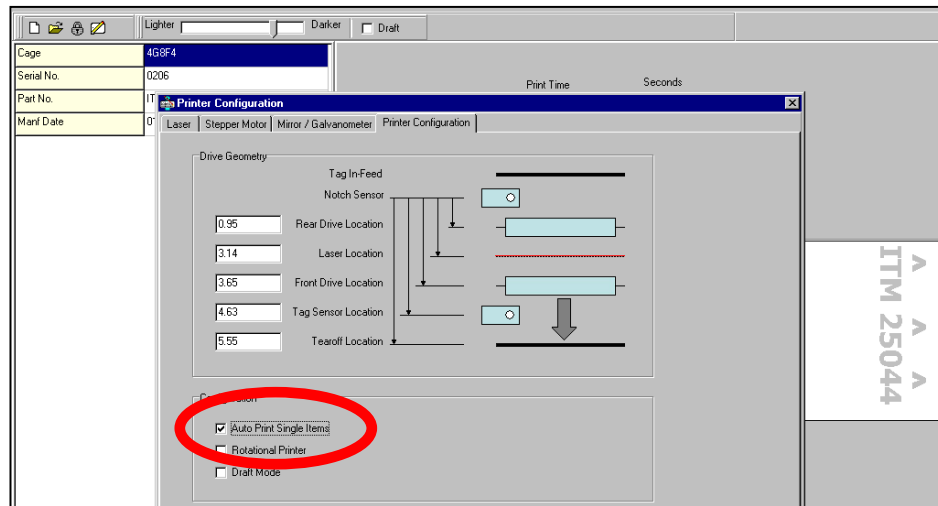 Lighter Darker Draft
Cage 4G8F4
Serial No. 0206
Print Time Seconds
Part No. IT
Manf Date 0
Printer Configuration
Laser Stepper Motor Mirror / Galvanometer Printer Configuration
Drive Geometry
Tag In-Feed
Notch Sensor
0.95 Rear Drive Location
3.14 Laser Location
3.65 Front Drive Location
4.63 Tag Sensor Location
5.55 Tearoff Location
Auto Print Single Items
Rotational Printer
Draft Mode
ITM 25044
> > >